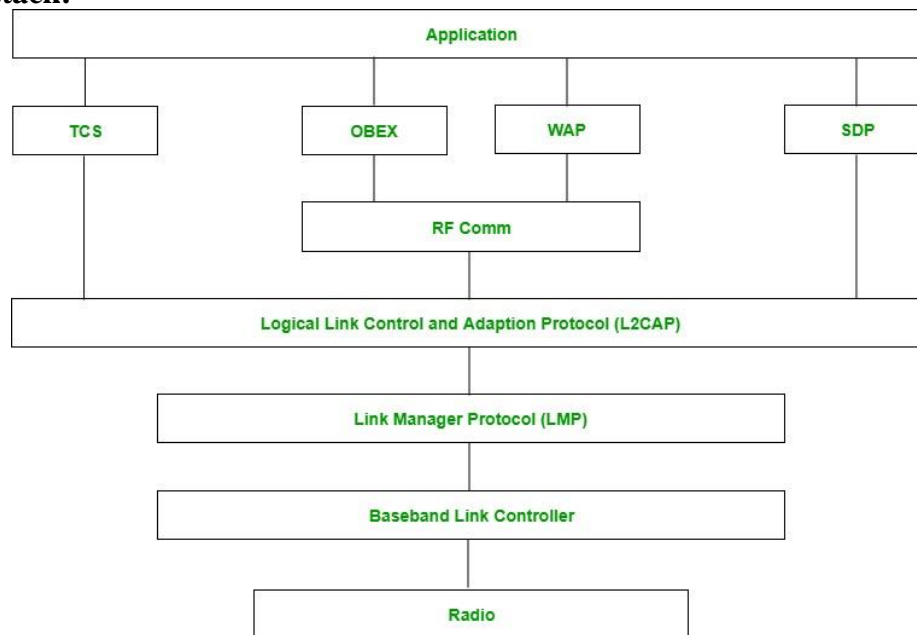 Application
TCS OBEX WAP SDP
RF Comm
Logical Link Control and Adaption Protocol (L2CAP)
Link Manager Protocol (LMP)
Baseband Link Controller
Radio